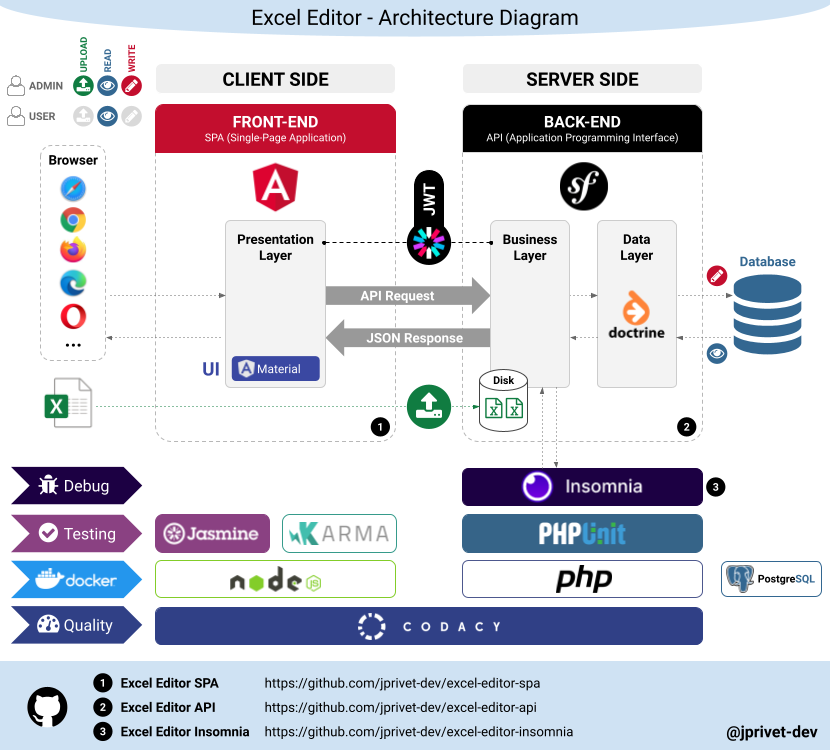 Excel Editor - Architecture Diagram
UPLOAD
READ
WRITE
ADMIN
USER
CLIENT SIDE
SERVER SIDE
FRONT-END
SPA (Single-Page Application)
BACK-END
API (Application Programming Interface)
Browser
...
sf
JWT
Presentation
Layer
Business
Layer
Data
Layer
doctrine
Database
API Request
JSON Response
UI
A
Material
Disk
X
X X
1
2
Debug
Insomnia
3
Testing
Jasmine
KARMA
PHPUnit
docker
node
JS
php
PostgreSQL
Quality
CODACY
1 Excel Editor SPA https://github.com/jprivet-dev/excel-editor-spa
2 Excel Editor API https://github.com/jprivet-dev/excel-editor-api
3 Excel Editor Insomnia https://github.com/jprivet-dev/excel-editor-insomnia
@jprivet-dev